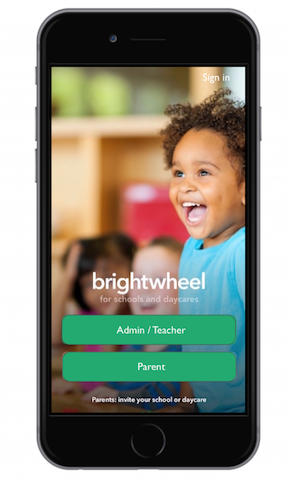 Sign in
brightwheel
for schools and daycares
Admin / Teacher
Parent
Parents: invite your school or daycare